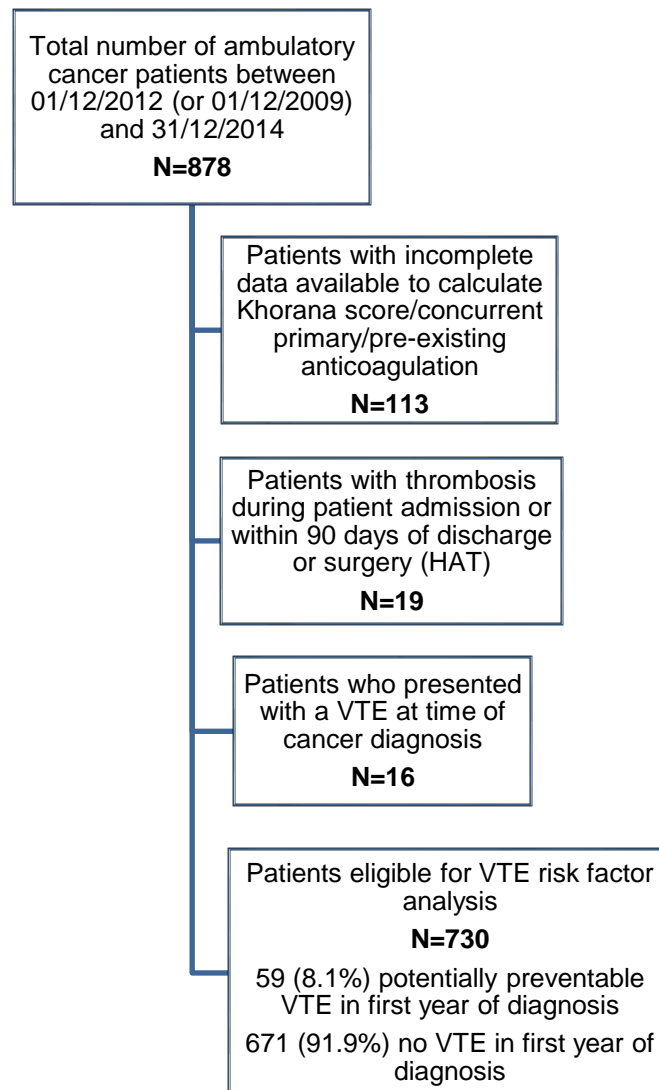 Total number of ambulatory
cancer patients between
01/12/2012 (or 01/12/2009)
and 31/12/2014
N=878
Patients with incomplete
data available to calculate
Khorana score/concurrent
primary/pre-existing
anticoagulation
N=113
Patients with thrombosis
during patient admission or
within 90 days of discharge
or surgery (HAT)
N=19
Patients who presented
with a VTE at time of
cancer diagnosis
N=16
Patients eligible for VTE risk factor
analysis
N=730
59 (8.1%) potentially preventable
VTE in first year of diagnosis
671 (91.9%) no VTE in first year of
diagnosis